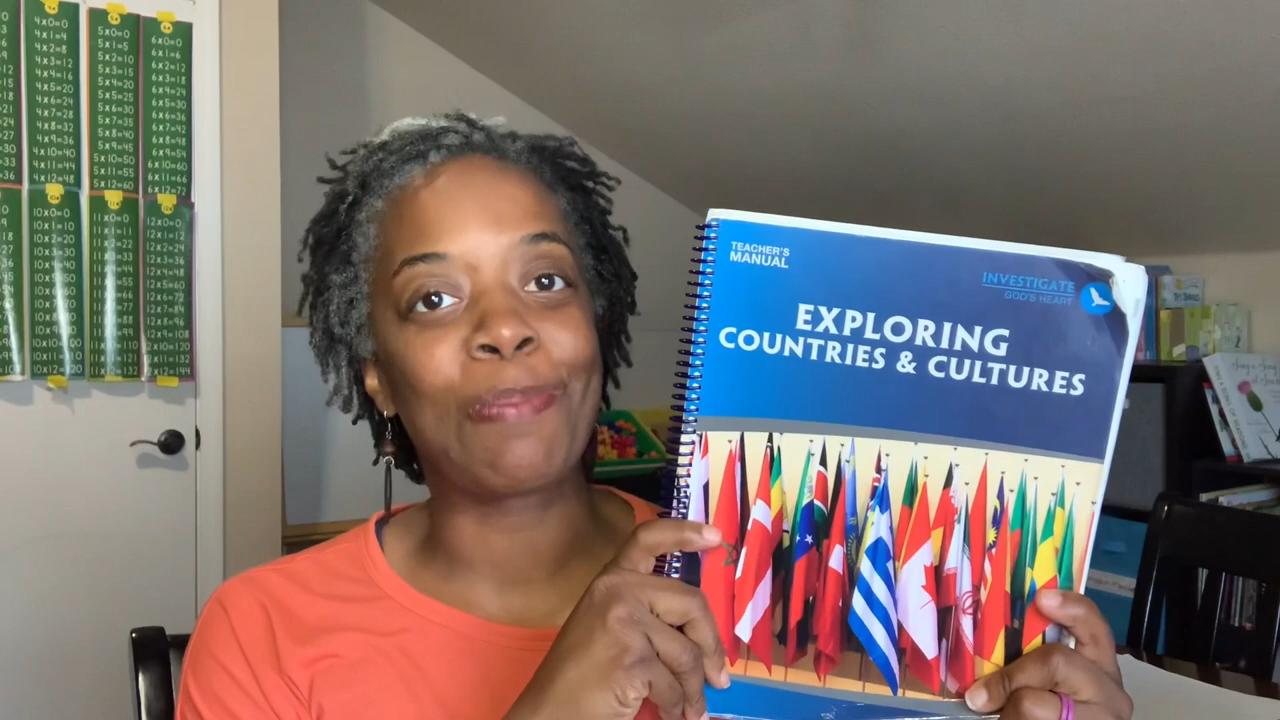 4x0=0
4x1=4
4x2=8
4x3=12
4x4=16
4x5=20
4x6=24
4x7=28
4x8=32
4x9=36
4x10=40
4x11=44
4x12=48
5x0=0
5x1=5
5x2=10
5x3=15
5x4=20
5x5=25
5x6=30
5x7=35
5x8=40
5x9=45
5x10=50
5x11=55
5x12=60
6x0=0
6x1=6
6x2=12
6x3=18
6x4=24
6x5=30
6x6=36
6x7=42
6x8=48
6x9=54
6x10=60
6x11=66
6x12=72
10x0=0
10x1=10
10x2=20
10x3=30
10x4=40
10x5=50
10x6=60
10x7=70
10x8=80
10x9=90
10x10=100
10x11=110
10x12=120
11x0=0
11x1=11
11x2=22
11x3=33
11x4=44
11x5=55
11x6=66
11x7=77
11x8=88
11x9=99
11x10=110
11x11=121
11x12=132
12x0=0
12x1=12
12x2=24
12x3=36
12x4=48
12x5=60
12x6=72
12x7=84
12x8=96
12x9=108
12x10=120
12x11=132
12x12=144
TEACHER'S
MANUAL
INVESTIGATE
GOD'S HEART
EXPLORING
COUNTRIES & CULTURES